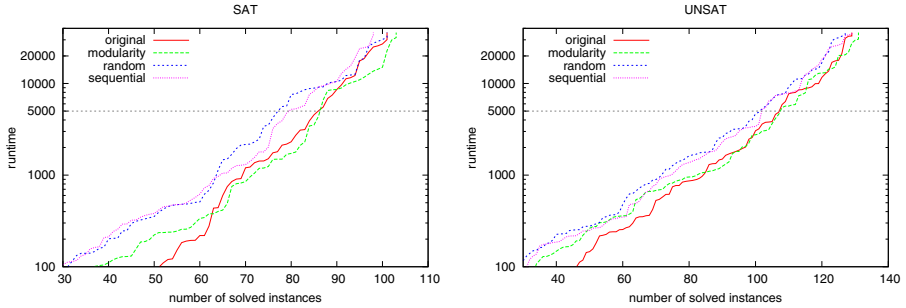 SAT
runtime
20000
10000
5000
1000
100
original
modularity
random
sequential
30 40 50 60 70 80 90 100 110
number of solved instances
UNSAT
runtime
20000
10000
5000
1000
100
original
modularity
random
sequential
40 60 80 100 120 140
number of solved instances